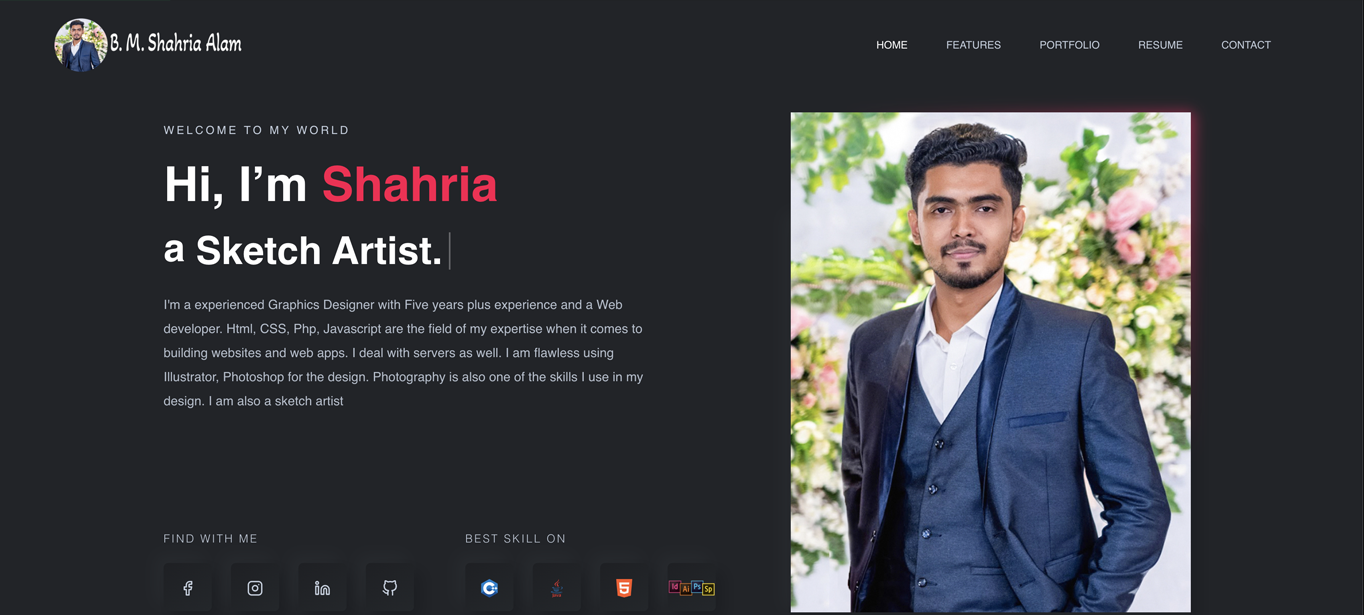 B. M. Shahria Alam
HOME FEATURES PORTFOLIO RESUME CONTACT
WELCOME TO MY WORLD
Hi, I’m Shahria
a Sketch Artist.
I'm a experienced Graphics Designer with Five years plus experience and a Web
developer. Html, CSS, Php, Javascript are the field of my expertise when it comes to
building websites and web apps. I deal with servers as well. I am flawless using
Illustrator, Photoshop for the design. Photography is also one of the skills I use in my
design. I am also a sketch artist
FIND WITH ME
BEST SKILL ON
Id Ai Ps Sp